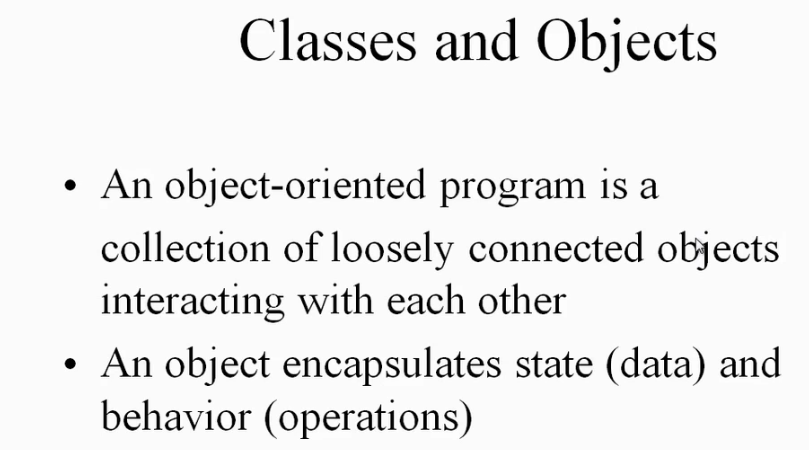 Classes and Objects
• An object-oriented program is a
collection of loosely connected objects
interacting with each other
• An object encapsulates state (data) and
behavior (operations)